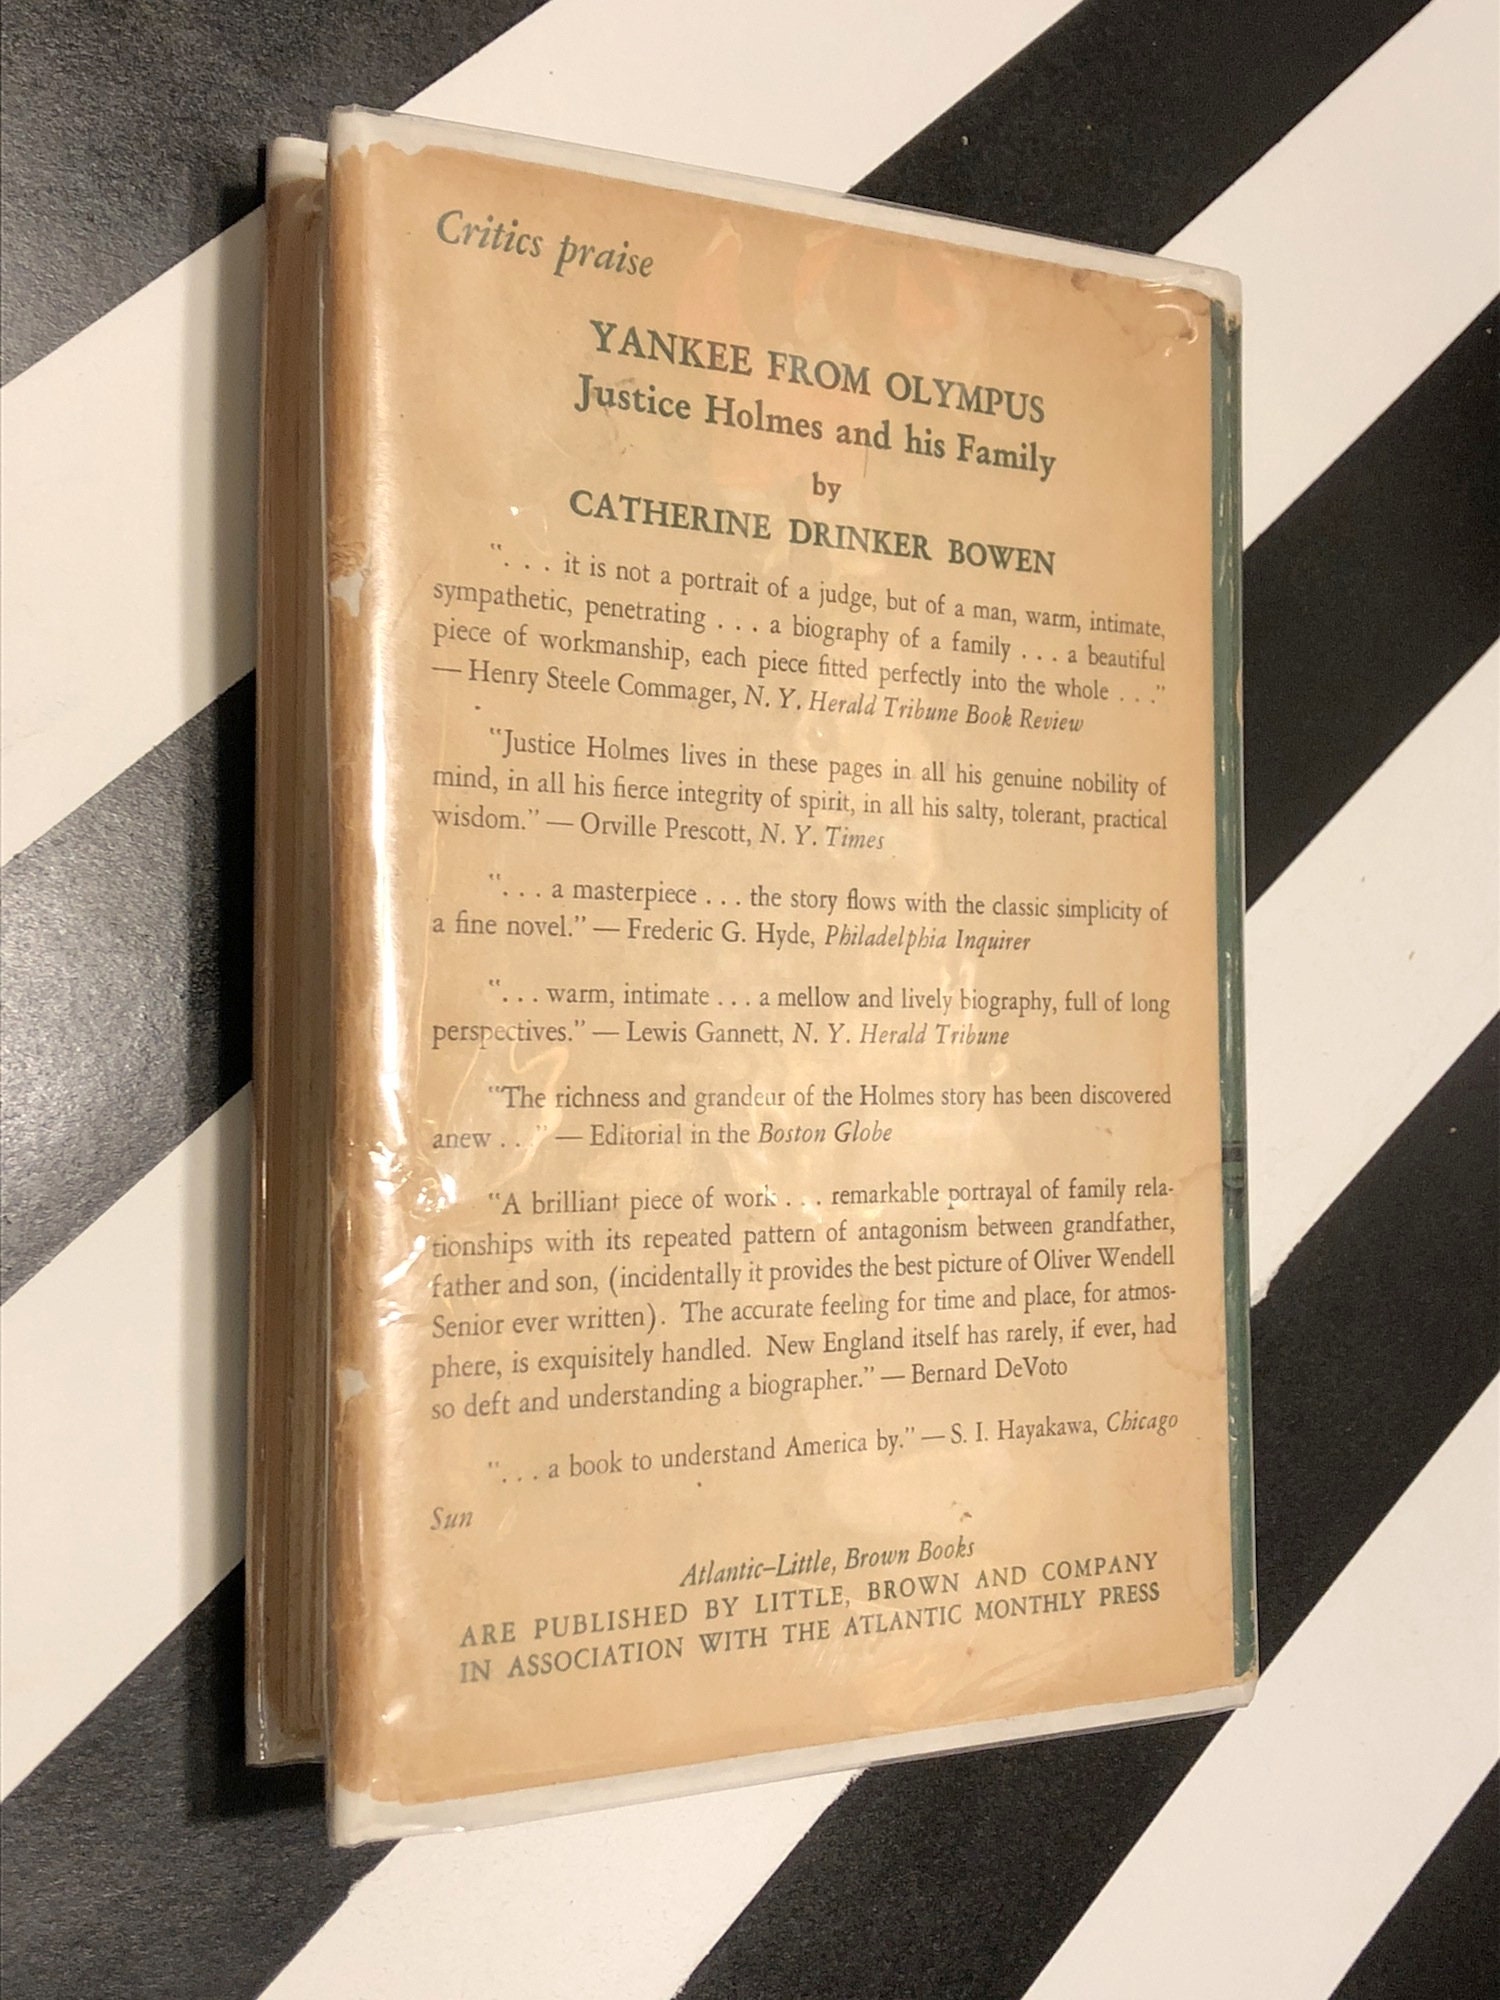 Critics praise
YANKEE FROM OLYMPUS
Justice Holmes and his Family
by
CATHERINE DRINKER BOWEN
". . . it is not a portrait of a judge, but of a man, warm, intimate,
sympathetic, penetrating . . . a biography of a family . . . a beautiful
piece of workmanship, each piece fitted perfectly into the whole . . ."
— Henry Steele Commager, N. Y. Herald Tribune Book Review
"Justice Holmes lives in these pages in all his genuine nobility of
mind, in all his fierce integrity of spirit, in all his salty, tolerant, practical
wisdom." — Orville Prescott, N. Y. Times
". . . a masterpiece . . . the story flows with the classic simplicity of
a fine novel." — Frederic G. Hyde, Philadelphia Inquirer
". . . warm, intimate . . . a mellow and lively biography, full of long
perspectives." — Lewis Gannett, N. Y. Herald Tribune
"The richness and grandeur of the Holmes story has been discovered
anew . . ." — Editorial in the Boston Globe
"A brilliant piece of work . . . remarkable portrayal of family rela-
tionships with its repeated pattern of antagonism between grandfather,
father and son, (incidentally it provides the best picture of Oliver Wendell
Senior ever written). The accurate feeling for time and place, for atmos-
phere, is exquisitely handled. New England itself has rarely, if ever, had
so deft and understanding a biographer." — Bernard DeVoto
". . . a book to understand America by." — S. I. Hayakawa, Chicago
Sun
Atlantic–Little, Brown Books
ARE PUBLISHED BY LITTLE, BROWN AND COMPANY
IN ASSOCIATION WITH THE ATLANTIC MONTHLY PRESS